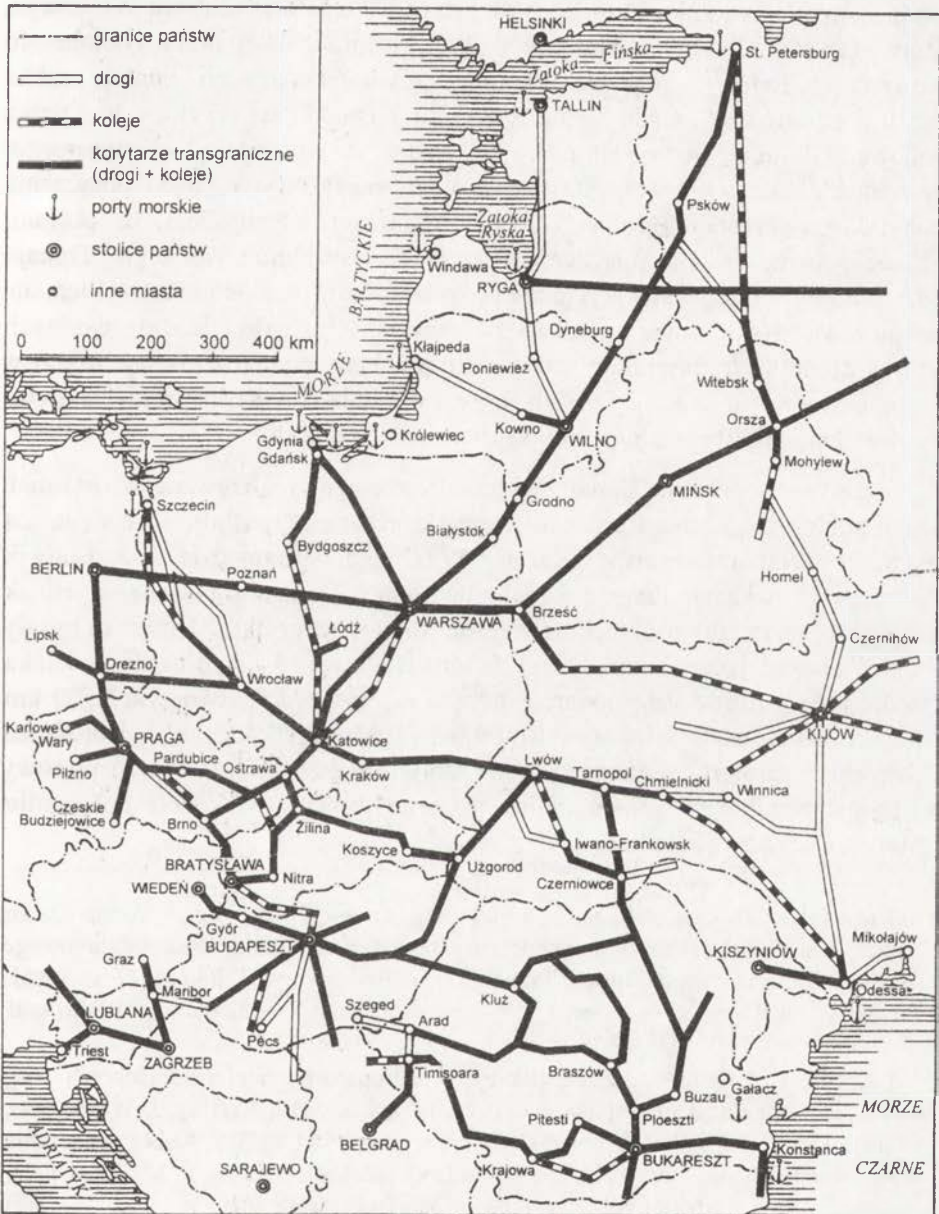 granice państw
drogi
koleje
korytarze transgraniczne
(drogi + koleje)
porty morskie
stolice państw
inne miasta
0 100 200 300 400 km
HELSINKI
Zatoka Fińska
St. Petersburg
TALLIN
Psków
Zatoka
Ryska
Windawa
RYGA
MORZE BAŁTYCKIE
Dyneburg
Kłajpeda
Poniewież
Witebsk
Kowno
WILNO
Orsza
Gdynia
Gdańsk
Królewiec
Mohylew
MIŃSK
Grodno
Szczecin
Białystok
Bydgoszcz
BERLIN
Poznań
Homel
WARSZAWA
Brześć
Łódź
Czernihów
Lipsk
Drezno
Wrocław
KIJÓW
Karlowe
Wary
PRAGA
Katowice
Pilzno
Pardubice
Ostrawa
Kraków
Lwów
Tarnopol
Chmielnicki
Winnica
Czeskie
Budziejowice
Brno
Žilina
Koszyce
Iwano-Frankowsk
BRATYSŁAWA
Nitra
Użgorod
Czerniowce
WIEDEŃ
Győr
BUDAPESZT
Mikołajów
KISZYNIÓW
Graz
Odessa
Maribor
Kluż
LUBLANA
Szeged
Arad
Pécs
Triest
ZAGRZEB
Timisoara
Braszów
Gałacz
Buzau
Ploeszti
MORZE
BELGRAD
Pitesti
CZARNE
ADRIATYK
SARAJEWO
Krajowa
BUKARESZT
Konstanca